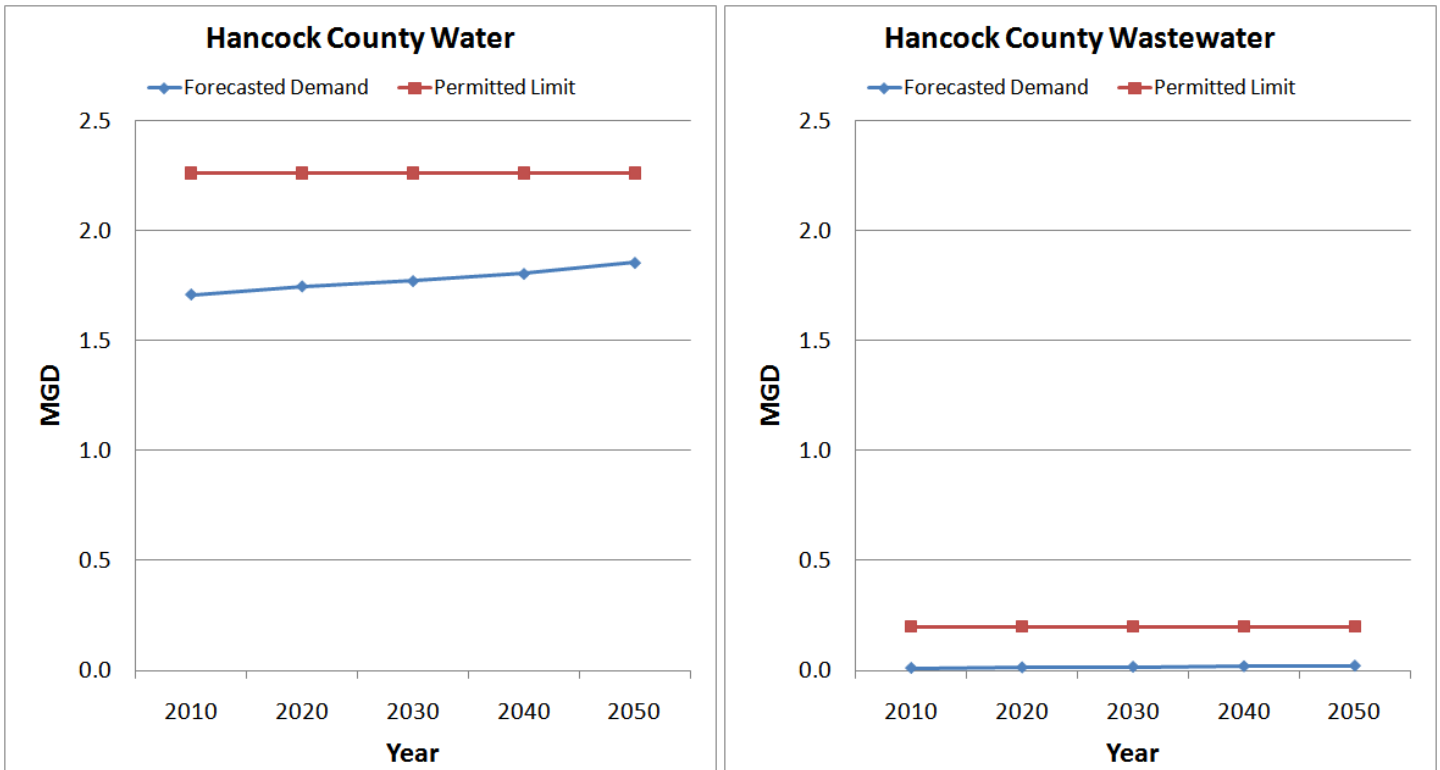 Hancock County Water
Forecasted Demand Permitted Limit
2.5
2.0
1.5
1.0
0.5
0.0
MGD
2010 2020 2030 2040 2050
Year
Hancock County Wastewater
Forecasted Demand Permitted Limit
2.5
2.0
1.5
1.0
0.5
0.0
MGD
2010 2020 2030 2040 2050
Year